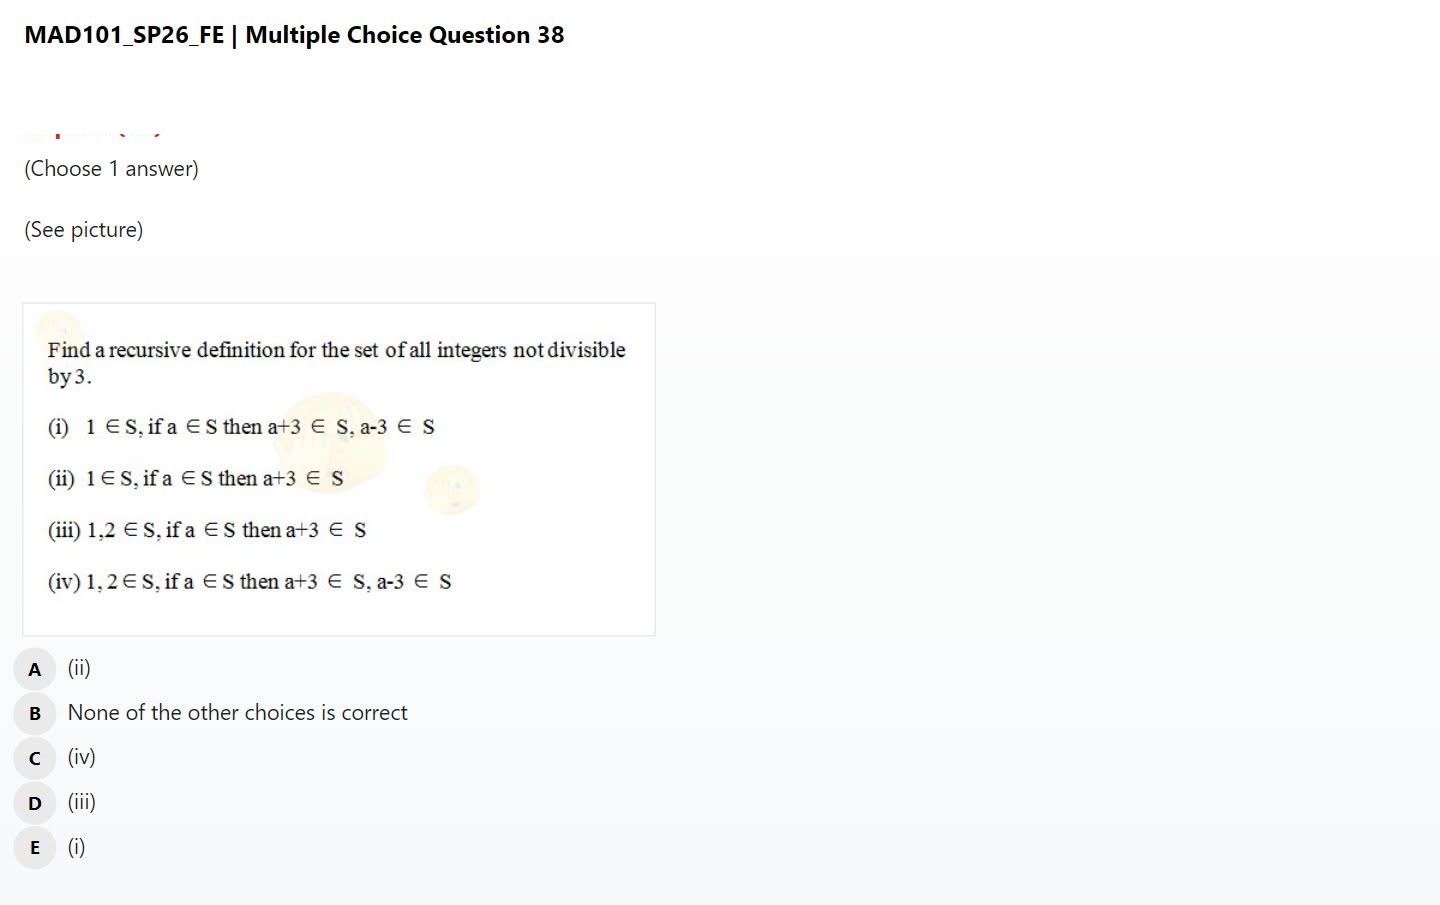 MAD101_SP26_FE | Multiple Choice Question 38
(Choose 1 answer)
(See picture)
Find a recursive definition for the set of all integers not divisible
by 3.
(i) 1 ∈ S, if a ∈ S then a+3 ∈ S, a-3 ∈ S
(ii) 1 ∈ S, if a ∈ S then a+3 ∈ S
(iii) 1,2 ∈ S, if a ∈ S then a+3 ∈ S
(iv) 1, 2 ∈ S, if a ∈ S then a+3 ∈ S, a-3 ∈ S
A (ii)
B None of the other choices is correct
C (iv)
D (iii)
E (i)